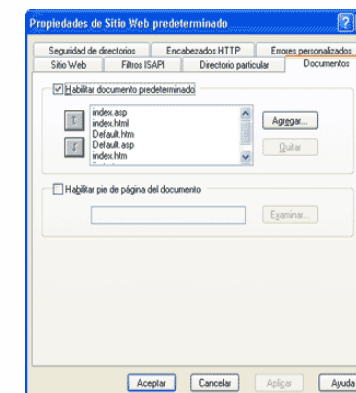 Propiedades de Sitio Web predeterminado
Seguridad de directorios Encabezados HTTP Errores personalizados
Sitio Web Filtros ISAPI Directorio particular Documentos
Habilitar documento predeterminado
index.asp
index.html
Default.htm
Default.asp
index.htm
Agregar...
Quitar
Habilitar pie de página del documento
Examinar...
Aceptar Cancelar Aplicar Ayuda